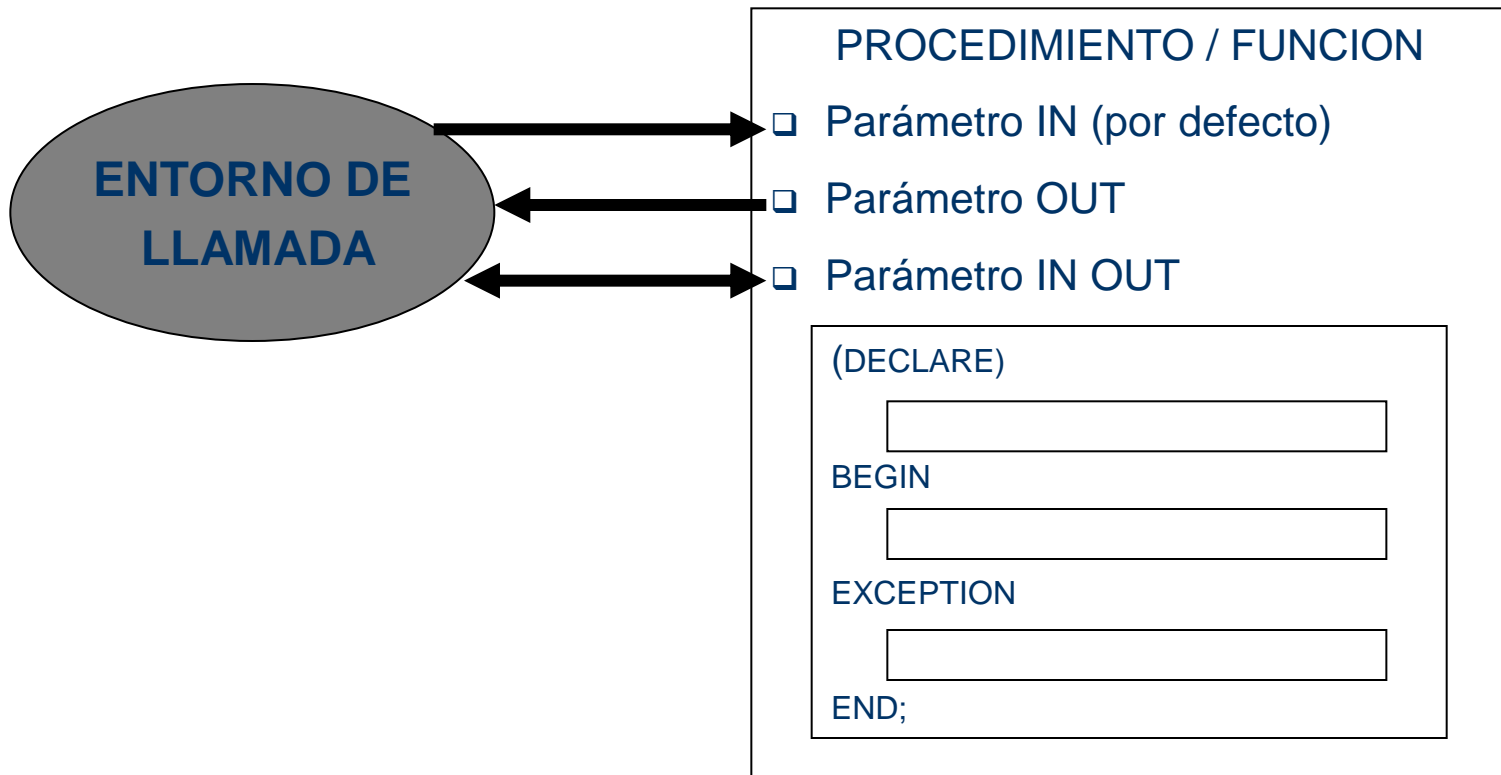 ENTORNO DE
LLAMADA
PROCEDIMIENTO / FUNCION
Parámetro IN (por defecto)
Parámetro OUT
Parámetro IN OUT
(DECLARE)
BEGIN
EXCEPTION
END;